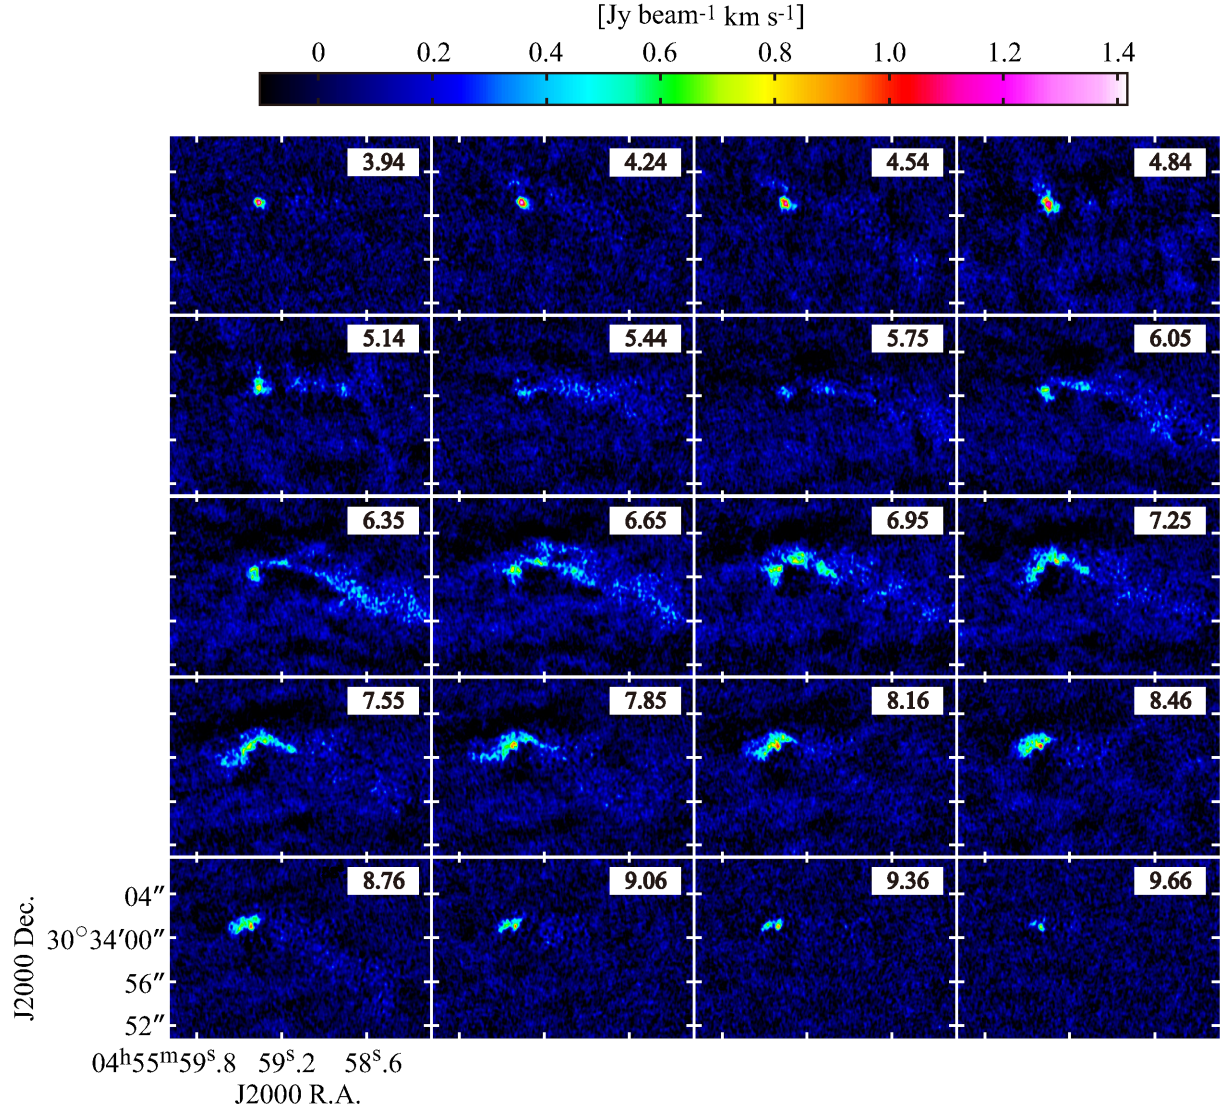 [Jy beam-1 km s-1]
0 0.2 0.4 0.6 0.8 1.0 1.2 1.4
3.94 4.24 4.54 4.84
5.14 5.44 5.75 6.05
6.35 6.65 6.95 7.25
7.55 7.85 8.16 8.46
8.76 9.06 9.36 9.66
J2000 Dec.
04″
30°34′00″
56″
52″
04h55m59s.8 59s.2 58s.6
J2000 R.A.